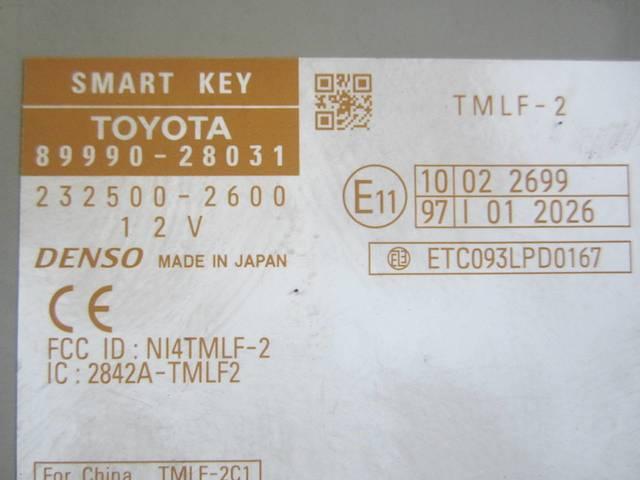 SMART KEY
TOYOTA
89990-28031
232500-2600
12V
DENSO MADE IN JAPAN
CE
FCC ID : NI4TMLF-2
IC : 2842A-TMLF2
For China TMLF-2C1
TMLF-2
E11
10 02 2699
97 I 01 2026
ETC093LPD0167